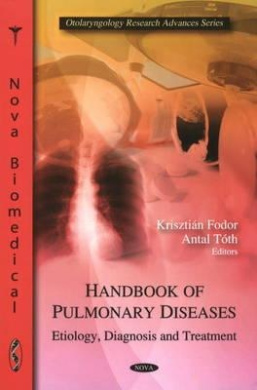 Otolaryngology Research Advances Series
Nova Biomedical
Krisztián Fodor
Antal Tóth
Editors
HANDBOOK OF
PULMONARY DISEASES
Etiology, Diagnosis and Treatment
NOVA